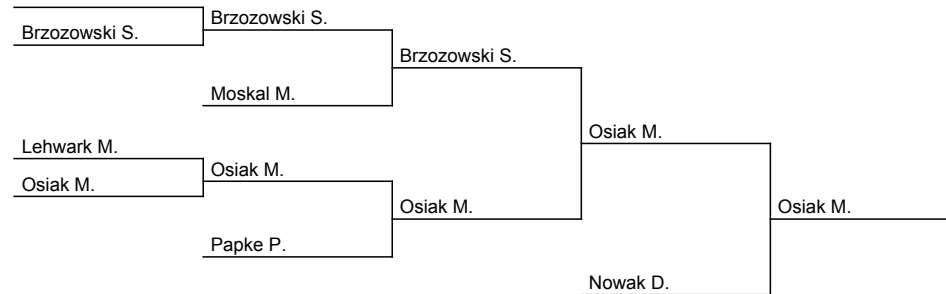 Brzozowski S.
Brzozowski S.
Brzozowski S.
Moskal M.
Osiak M.
Lehwark M.
Osiak M.
Osiak M.
Osiak M.
Osiak M.
Papke P.
Nowak D.